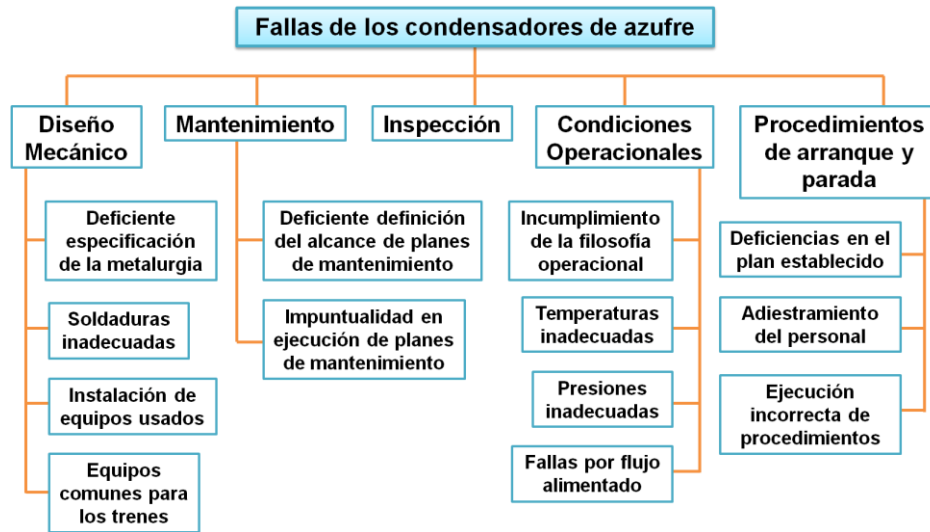 Fallas de los condensadores de azufre
Diseño
Mecánico
Mantenimiento
Inspección
Condiciones
Operacionales
Procedimientos
de arranque y
parada
Deficiente
especificación
de la metalurgia
Soldaduras
inadecuadas
Instalación de
equipos usados
Equipos
comunes para
los trenes
Deficiente definición
del alcance de planes
de mantenimiento
Impuntualidad en
ejecución de planes
de mantenimiento
Incumplimiento
de la filosofía
operacional
Temperaturas
inadecuadas
Presiones
inadecuadas
Fallas por flujo
alimentado
Deficiencias en el
plan establecido
Adiestramiento
del personal
Ejecución
incorrecta de
procedimientos